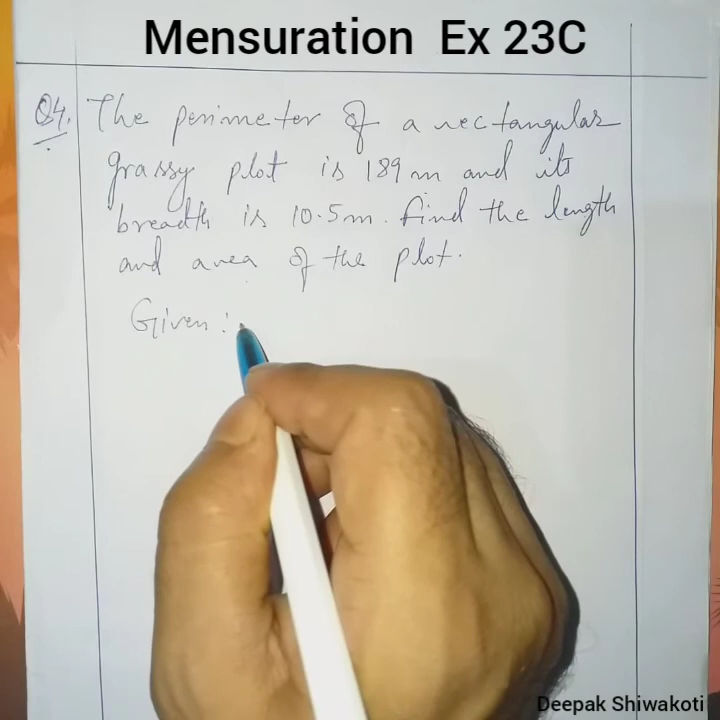 Mensuration Ex 23C
Q4. The perimeter of a rectangular
grassy plot is 189 m and its
breadth is 10.5m. find the length
and area of the plot.
Given :
Deepak Shiwakoti